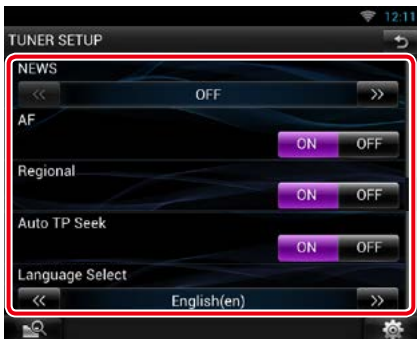 12:11
TUNER SETUP
NEWS
<< OFF >>
AF
ON OFF
Regional
ON OFF
Auto TP Seek
ON OFF
Language Select
<< English(en) >>